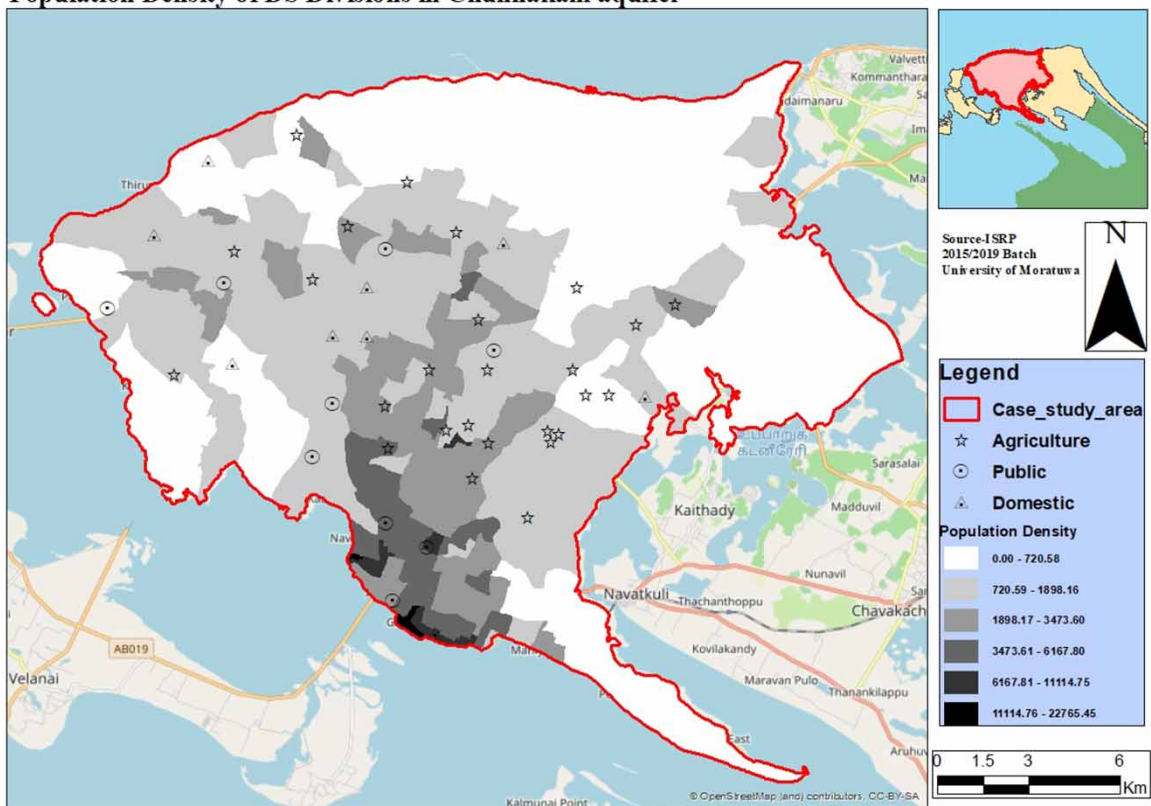 Population Density of DS Divisions in Chunnakam aquifer
Valvett
Kommanthara
daimanaru
Ima
Ma
Thiru
Source-ISRP
2015/2019 Batch
University of Moratuwa
N
Legend
Case_study_area
Agriculture
Public
Domestic
Population Density
0.00 - 720.58
720.59 - 1898.16
1898.17 - 3473.60
3473.61 - 6167.80
6167.81 - 11114.75
11114.76 - 22765.45
Sarasalai
Kaithady
Madduvil
Nav
Navatkuli
Nunavil
Thachanthoppu
Chavakach
AB019
Velanai
Kovilakandy
Maravan Pulo
Thanankilappu
East
Aruhuv
Kalmunai Point
0 1.5 3 6
Km
© OpenStreetMap (and) contributors, CC-BY-SA